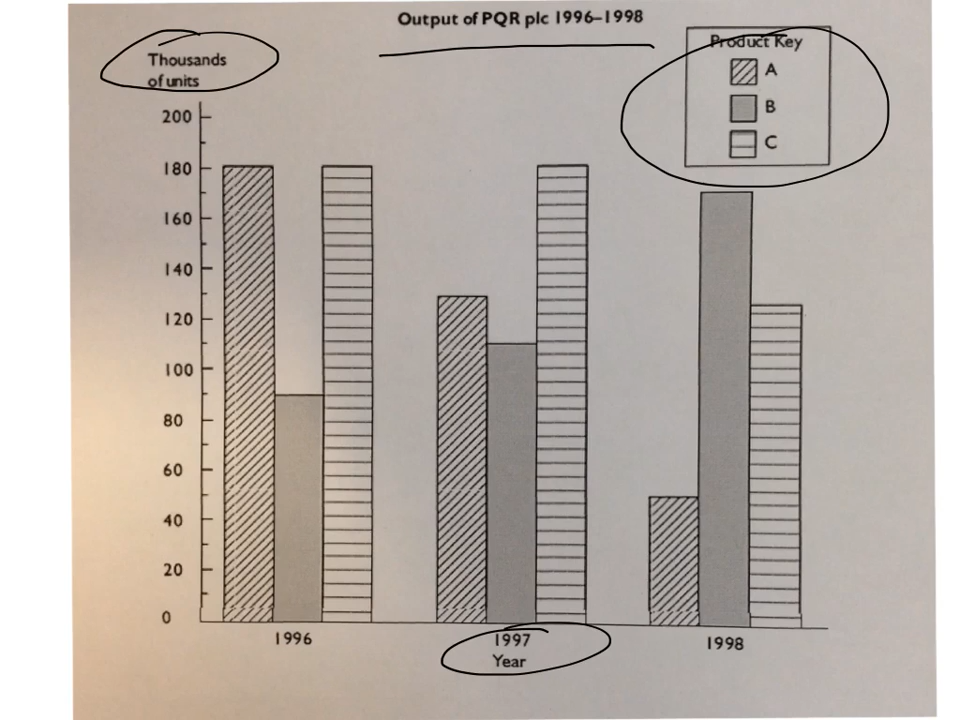 Output of PQR plc 1996–1998
Thousands
of units
Product Key
A
B
C
200
180
160
140
120
100
80
60
40
20
0
1996
1997
1998
Year